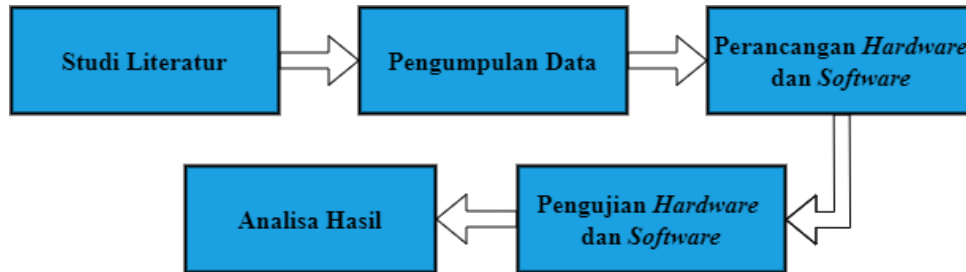 Studi Literatur
Pengumpulan Data
Perancangan Hardware
dan Software
Pengujian Hardware
dan Software
Analisa Hasil